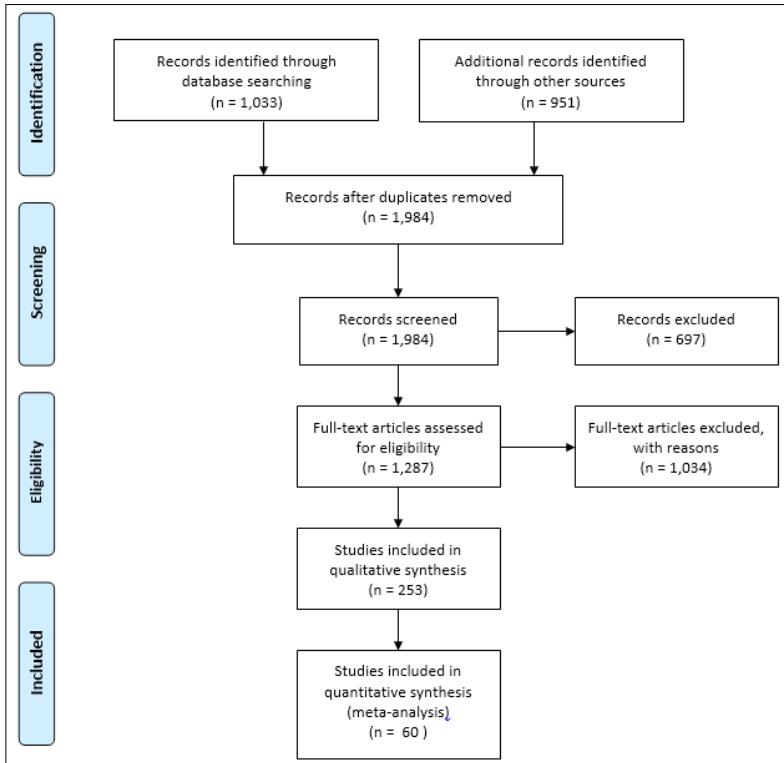 Identification
Records identified through
database searching
(n = 1,033)
Additional records identified
through other sources
(n = 951)
Records after duplicates removed
(n = 1,984)
Screening
Records screened
(n = 1,984)
Records excluded
(n = 697)
Eligibility
Full-text articles assessed
for eligibility
(n = 1,287)
Full-text articles excluded,
with reasons
(n = 1,034)
Studies included in
qualitative synthesis
(n = 253)
Included
Studies included in
quantitative synthesis
(meta-analysis)
(n =  60 )